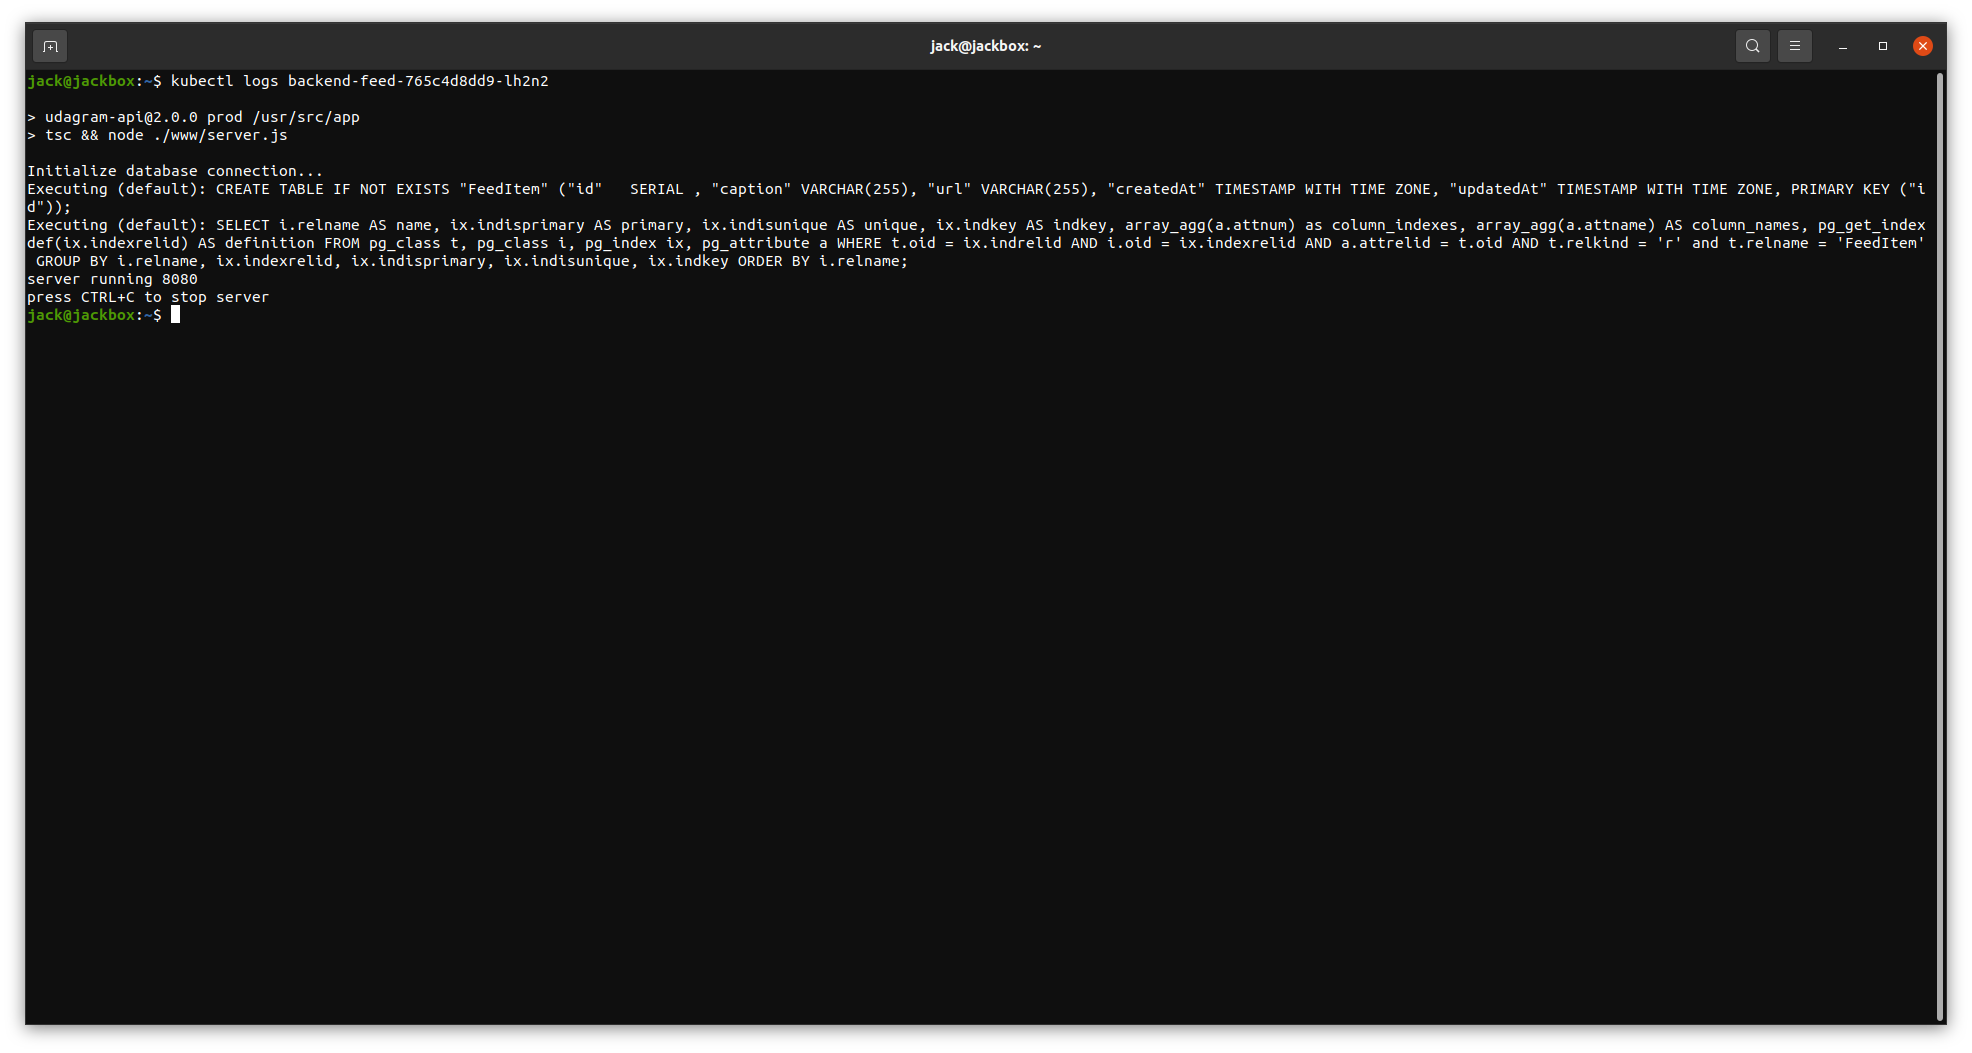 jack@jackbox: ~
jack@jackbox:~$ kubectl logs backend-feed-765c4d8dd9-lh2n2
> udagram-api@2.0.0 prod /usr/src/app
> tsc && node ./www/server.js
Initialize database connection...
Executing (default): CREATE TABLE IF NOT EXISTS "FeedItem" ("id"   SERIAL , "caption" VARCHAR(255), "url" VARCHAR(255), "createdAt" TIMESTAMP WITH TIME ZONE, "updatedAt" TIMESTAMP WITH TIME ZONE, PRIMARY KEY ("i
d"));
Executing (default): SELECT i.relname AS name, ix.indisprimary AS primary, ix.indisunique AS unique, ix.indkey AS indkey, array_agg(a.attnum) as column_indexes, array_agg(a.attname) AS column_names, pg_get_index
def(ix.indexrelid) AS definition FROM pg_class t, pg_class i, pg_index ix, pg_attribute a WHERE t.oid = ix.indrelid AND i.oid = ix.indexrelid AND a.attrelid = t.oid AND t.relkind = 'r' and t.relname = 'FeedItem'
 GROUP BY i.relname, ix.indexrelid, ix.indisprimary, ix.indisunique, ix.indkey ORDER BY i.relname;
server running 8080
press CTRL+C to stop server
jack@jackbox:~$